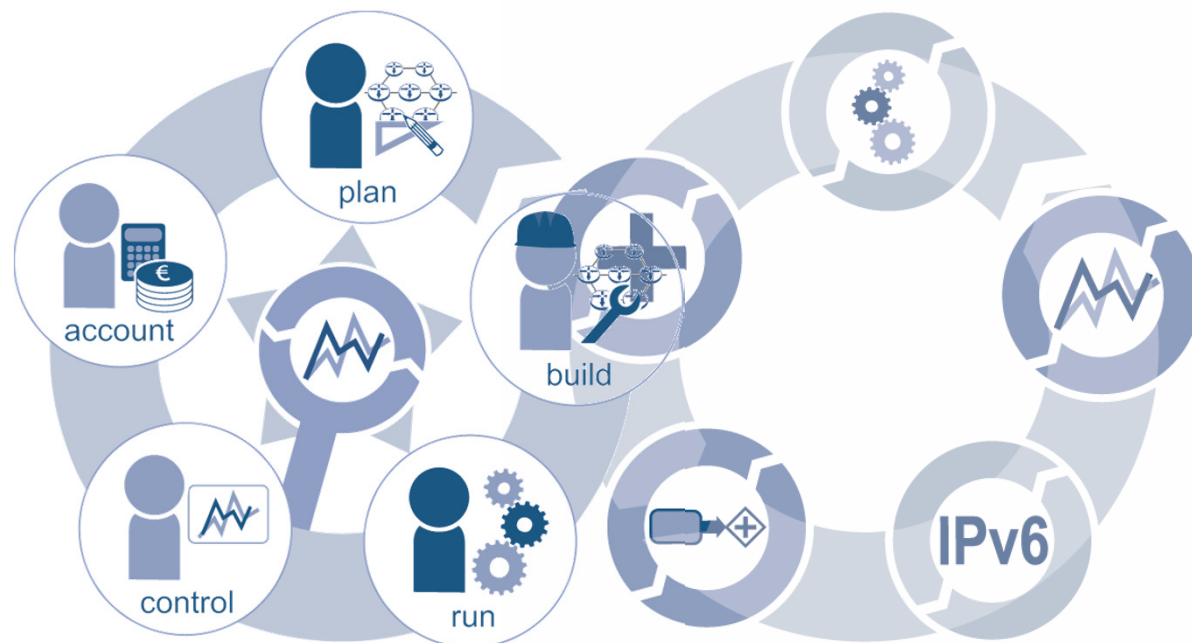 plan
account
€
build
control
run
IPv6